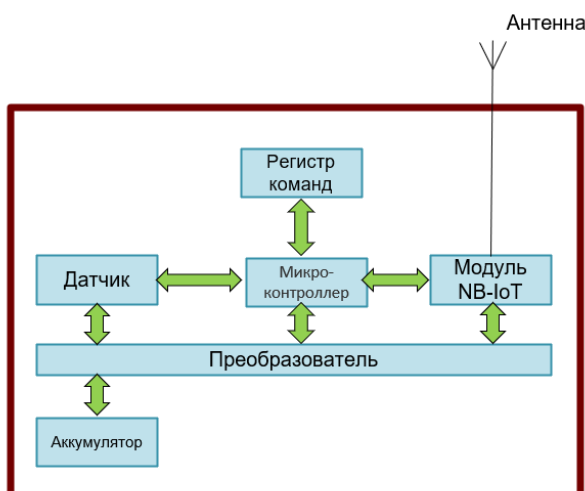 Антенна
Регистр
команд
Датчик
Микро-
контроллер
Модуль
NB-IoT
Преобразователь
Аккумулятор